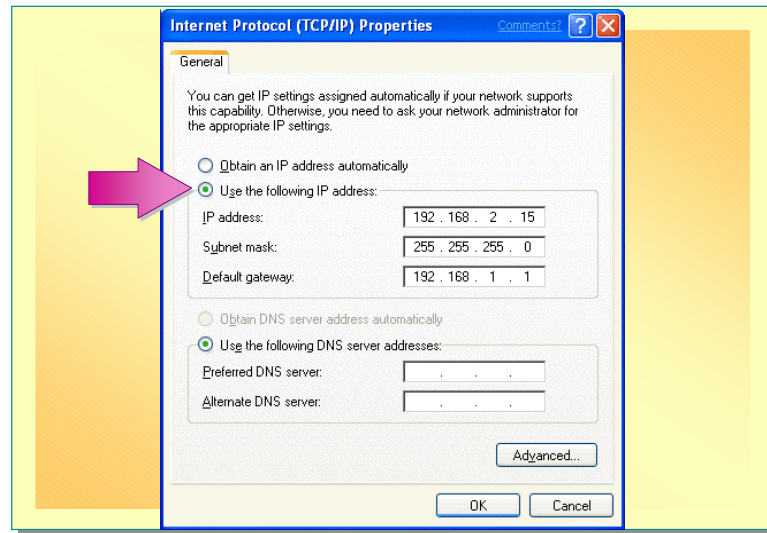 Internet Protocol (TCP/IP) Properties Comments? ?
General
You can get IP settings assigned automatically if your network supports
this capability. Otherwise, you need to ask your network administrator for
the appropriate IP settings.
Obtain an IP address automatically
Use the following IP address:
IP address: 192 . 168 . 2 . 15
Subnet mask: 255 . 255 . 255 . 0
Default gateway: 192 . 168 . 1 . 1
Obtain DNS server address automatically
Use the following DNS server addresses:
Preferred DNS server: . . .
Alternate DNS server: . . .
Advanced...
OK Cancel